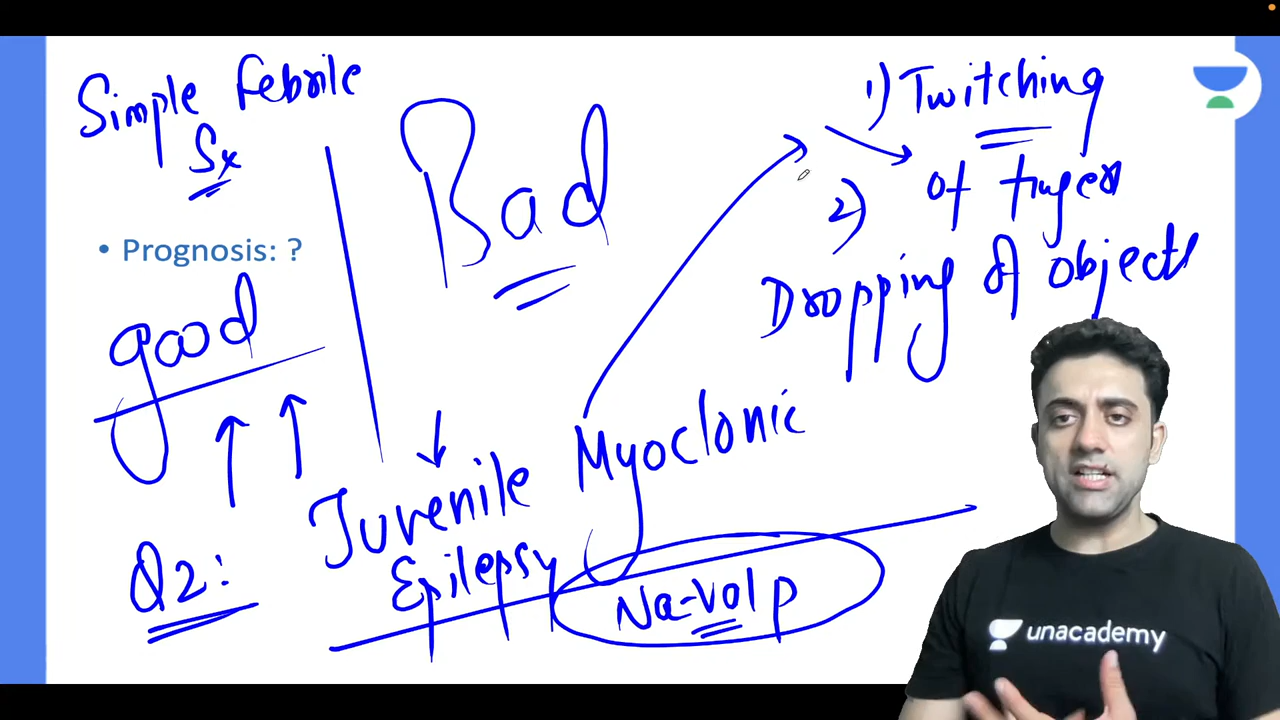 Simple Febrile
Sx
• Prognosis: ?
good
Bad
1) Twitching
of fingers
2)
Dropping of objects
Q2:
Juvenile Myoclonic
Epilepsy
Na-Valp
unacademy